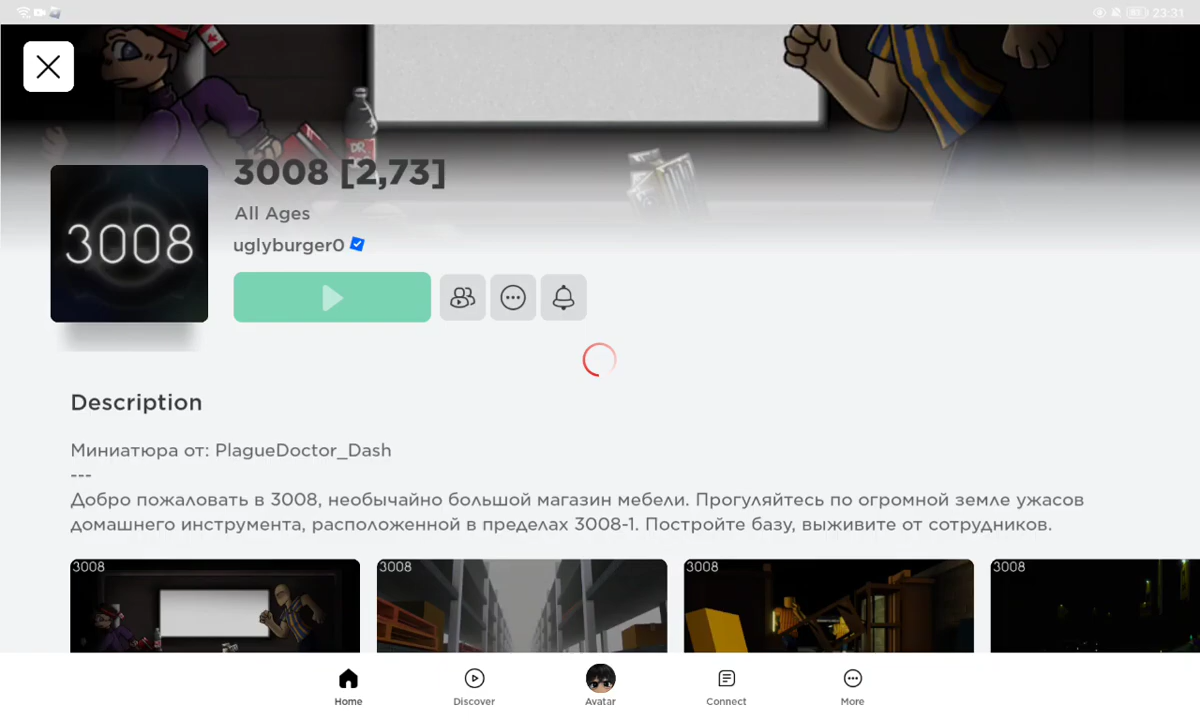 23:31
DR
3008
3008 [2,73]
All Ages
uglyburger0
Description
Миниатюра от: PlagueDoctor_Dash
---
Добро пожаловать в 3008, необычайно большой магазин мебели. Прогуляйтесь по огромной земле ужасов
домашнего инструмента, расположенной в пределах 3008-1. Постройте базу, выживите от сотрудников.
3008
3008
3008
3008
Home
Discover
Avatar
Connect
More